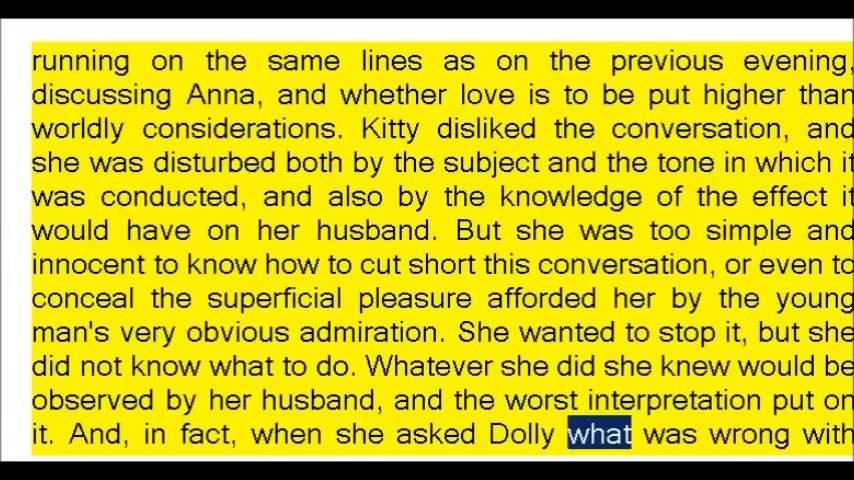 running on the same lines as on the previous evening,
discussing Anna, and whether love is to be put higher than
worldly considerations. Kitty disliked the conversation, and
she was disturbed both by the subject and the tone in which it
was conducted, and also by the knowledge of the effect it
would have on her husband. But she was too simple and
innocent to know how to cut short this conversation, or even to
conceal the superficial pleasure afforded her by the young
man's very obvious admiration. She wanted to stop it, but she
did not know what to do. Whatever she did she knew would be
observed by her husband, and the worst interpretation put on
it. And, in fact, when she asked Dolly what was wrong with